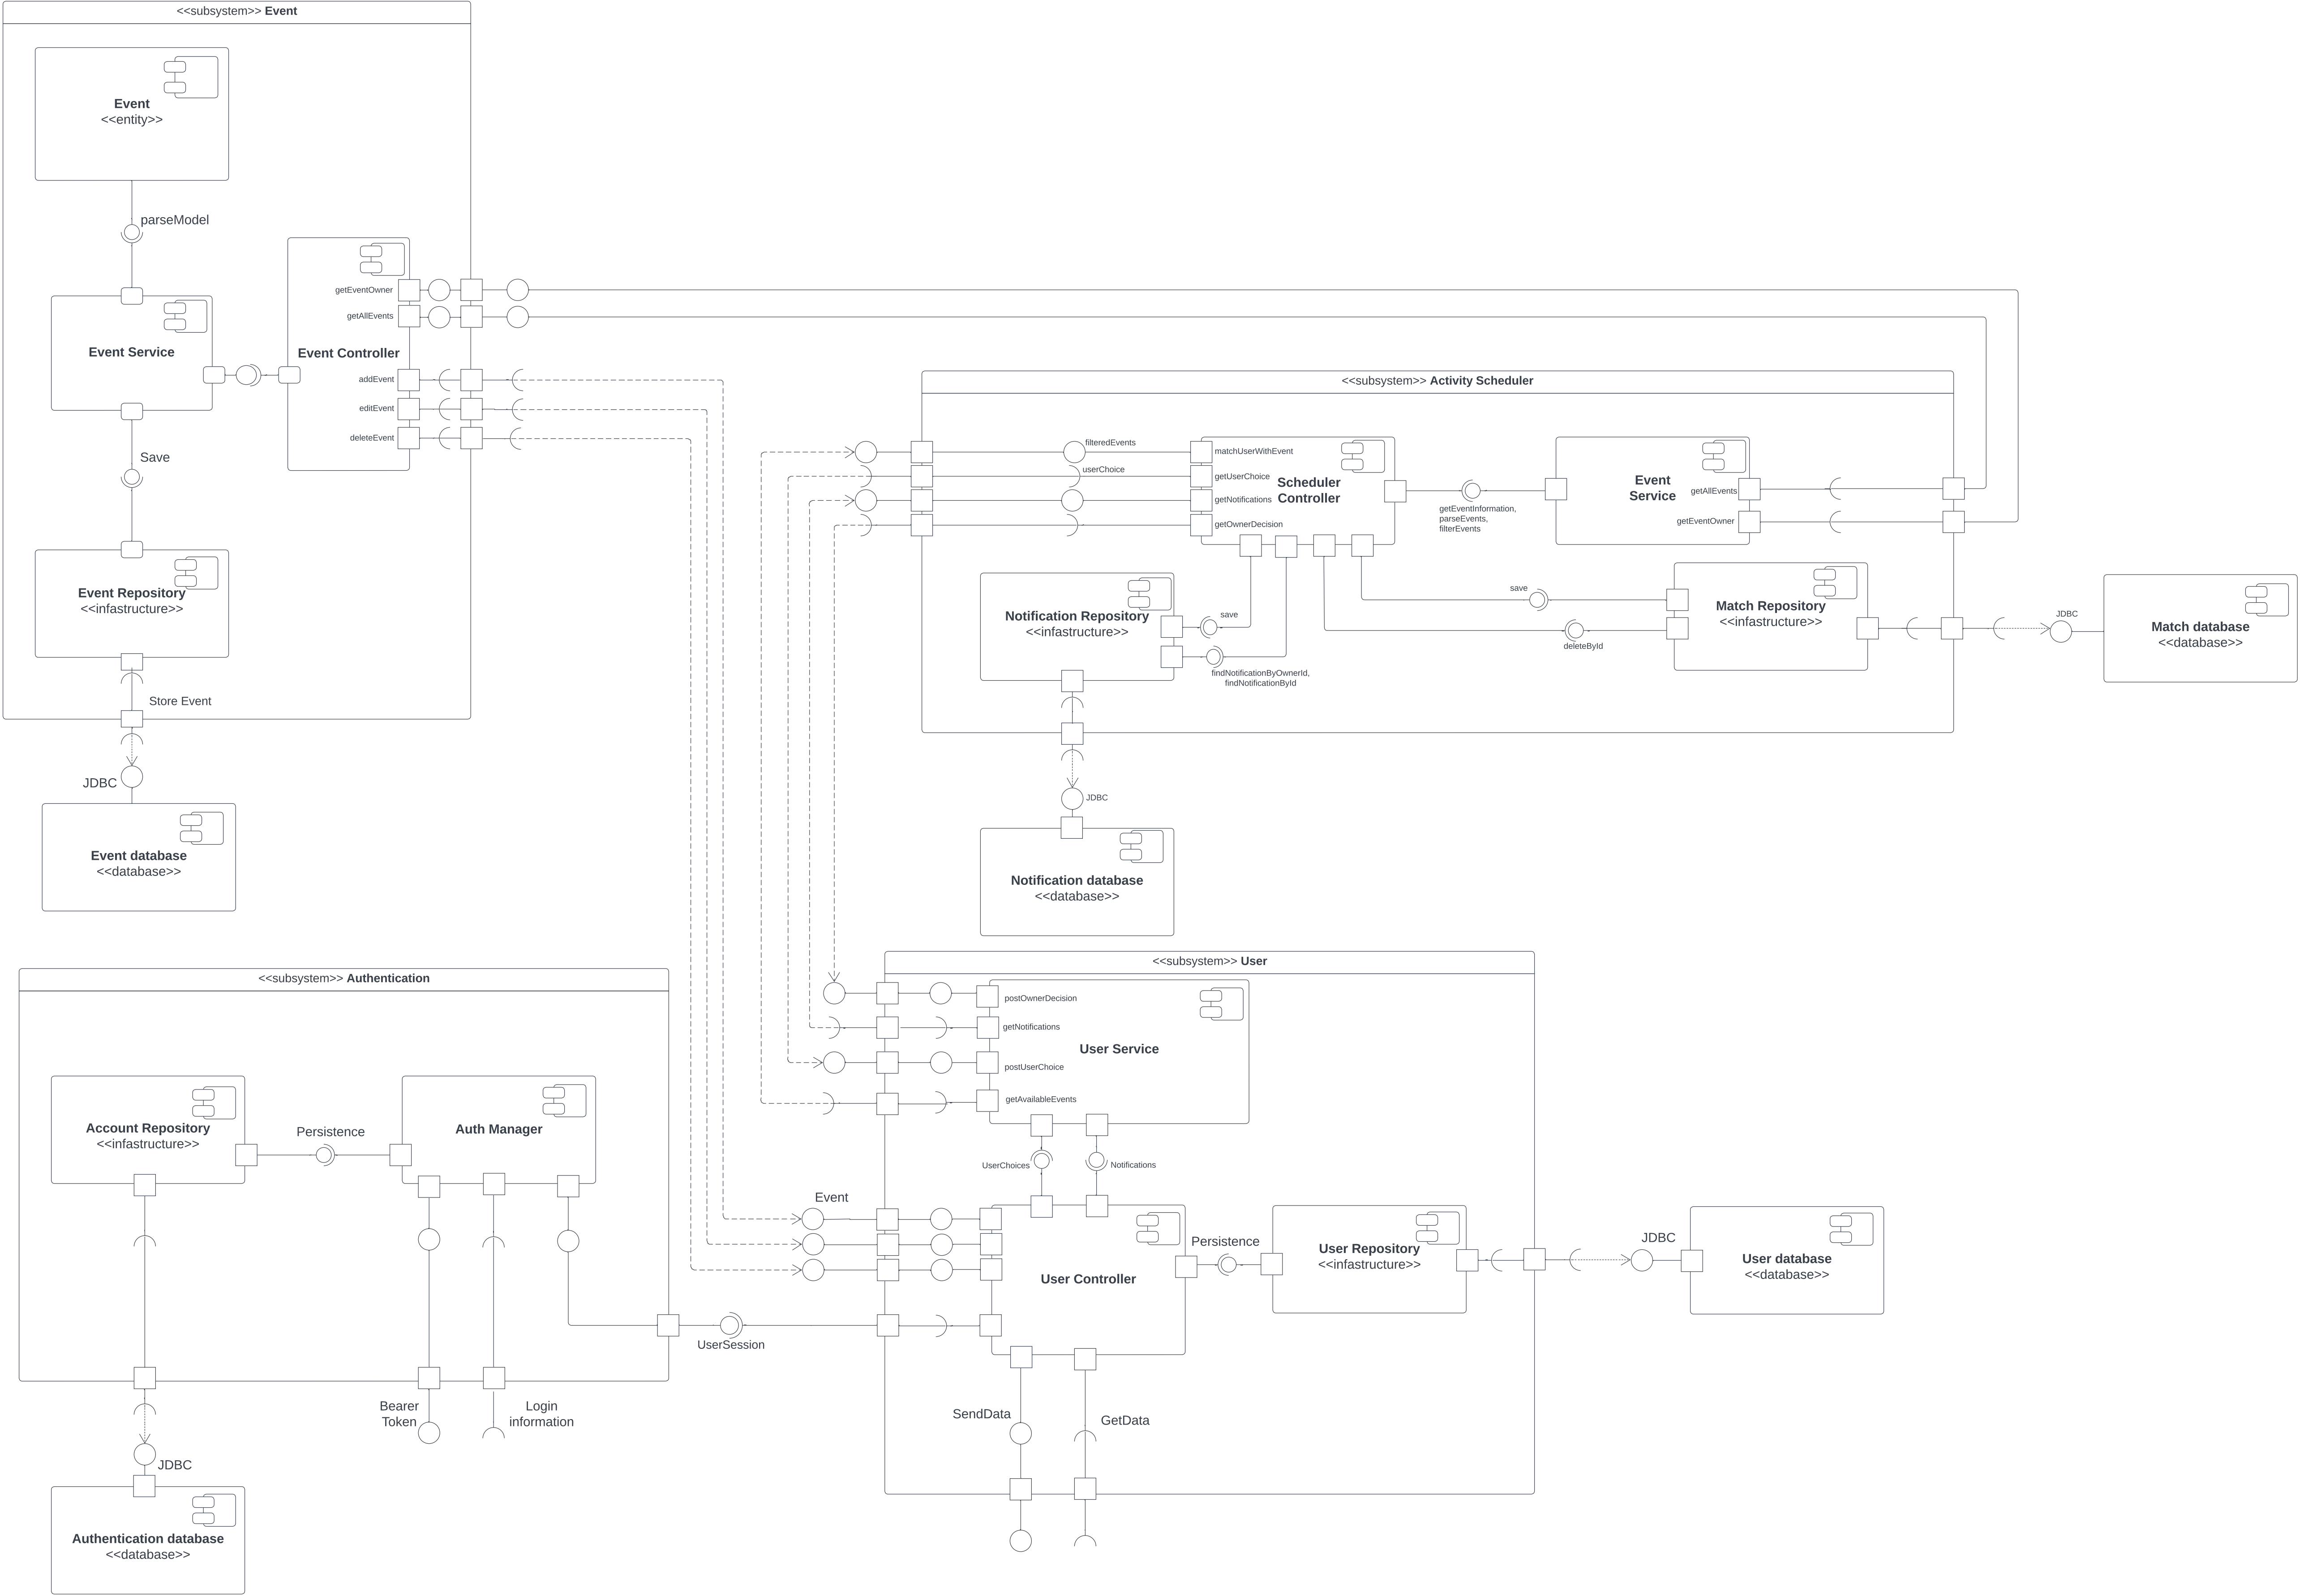 <<subsystem>> Event
Event
<<entity>>
parseModel
getEventOwner
getAllEvents
Event Service
Event Controller
addEvent
editEvent
deleteEvent
Save
Event Repository
<<infastructure>>
Store Event
JDBC
Event database
<<database>>
<<subsystem>> Activity Scheduler
filteredEvents
userChoice
matchUserWithEvent
getUserChoice
getNotifications
getOwnerDecision
Scheduler
Controller
getEventInformation,
parseEvents,
filterEvents
Event
Service
getAllEvents
getEventOwner
Notification Repository
<<infastructure>>
save
findNotificationByOwnerId,
findNotificationById
save
deleteById
Match Repository
<<infastructure>>
JDBC
Match database
<<database>>
JDBC
Notification database
<<database>>
<<subsystem>> Authentication
Account Repository
<<infastructure>>
Persistence
Auth Manager
Bearer
Token
Login
information
JDBC
Authentication database
<<database>>
UserSession
<<subsystem>> User
postOwnerDecision
getNotifications
User Service
postUserChoice
getAvailableEvents
UserChoices
Notifications
Event
User Controller
Persistence
User Repository
<<infastructure>>
JDBC
User database
<<database>>
SendData
GetData